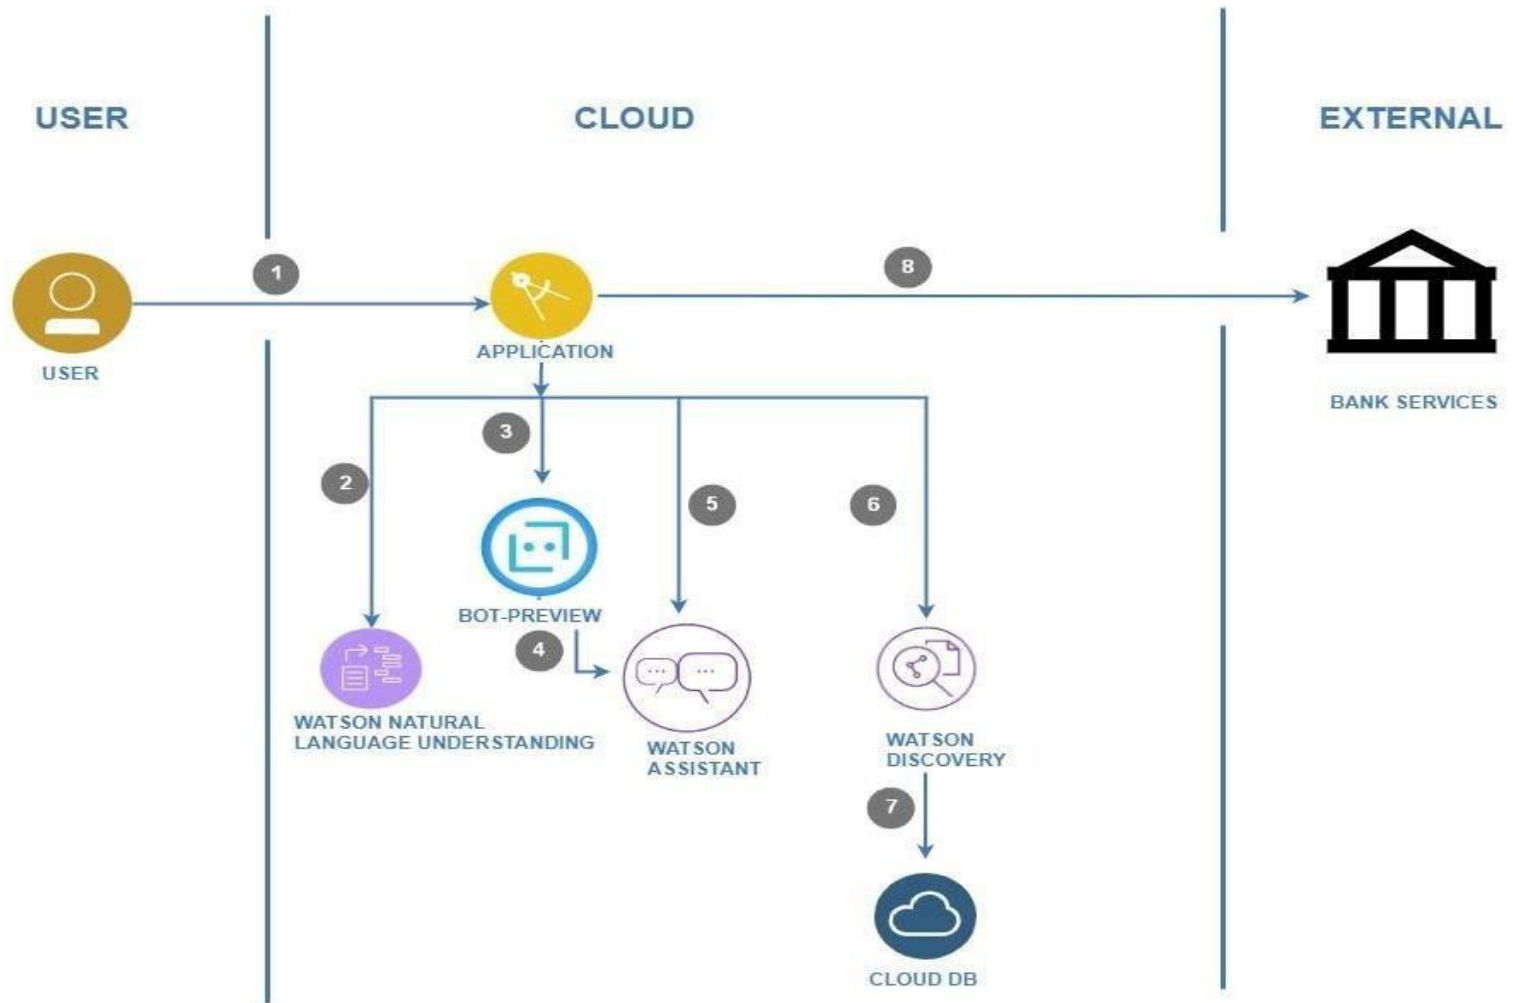 USER
CLOUD
EXTERNAL
1
8
APPLICATION
USER
BANK SERVICES
3
2
5
6
BOT-PREVIEW
4
WATSON NATURAL
LANGUAGE UNDERSTANDING
WATSON
ASSISTANT
WATSON
DISCOVERY
7
CLOUD DB